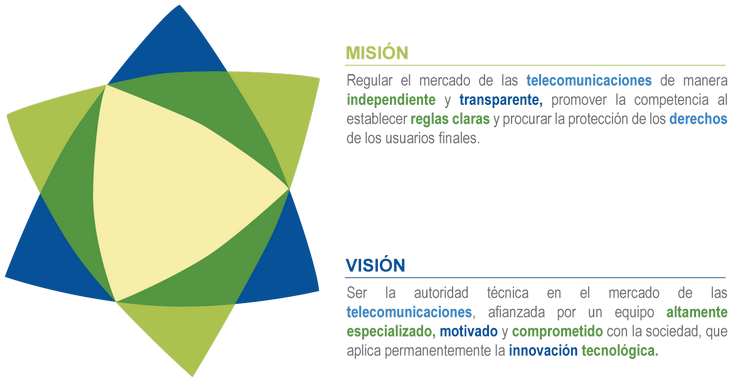 MISIÓN
Regular el mercado de las telecomunicaciones de manera
independiente y transparente, promover la competencia al
establecer reglas claras y procurar la protección de los derechos
de los usuarios finales.
VISIÓN
Ser la autoridad técnica en el mercado de las
telecomunicaciones, afianzada por un equipo altamente
especializado, motivado y comprometido con la sociedad, que
aplica permanentemente la innovación tecnológica.